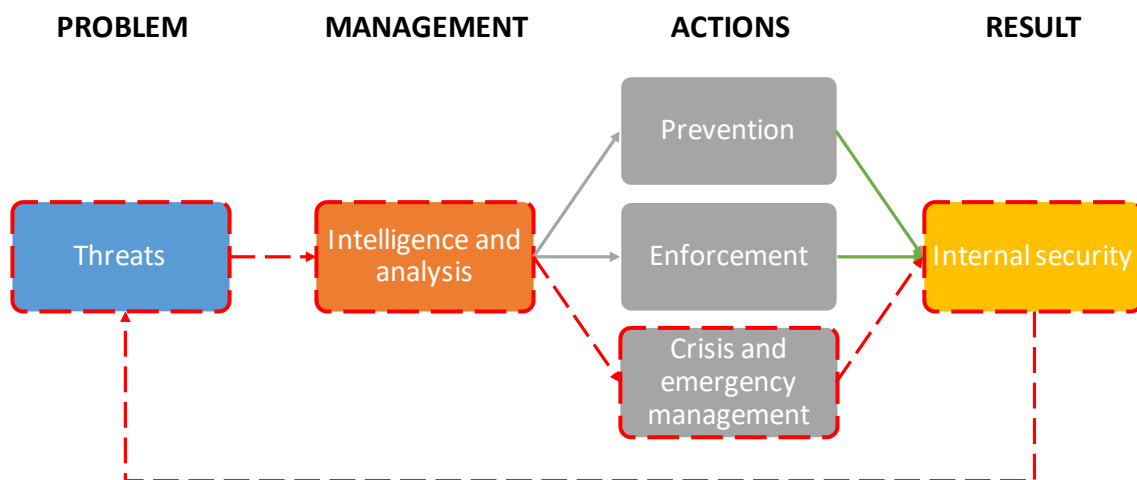 PROBLEM
MANAGEMENT
ACTIONS
RESULT
Prevention
Threats
Intelligence and
analysis
Enforcement
Internal security
Crisis and
emergency
management